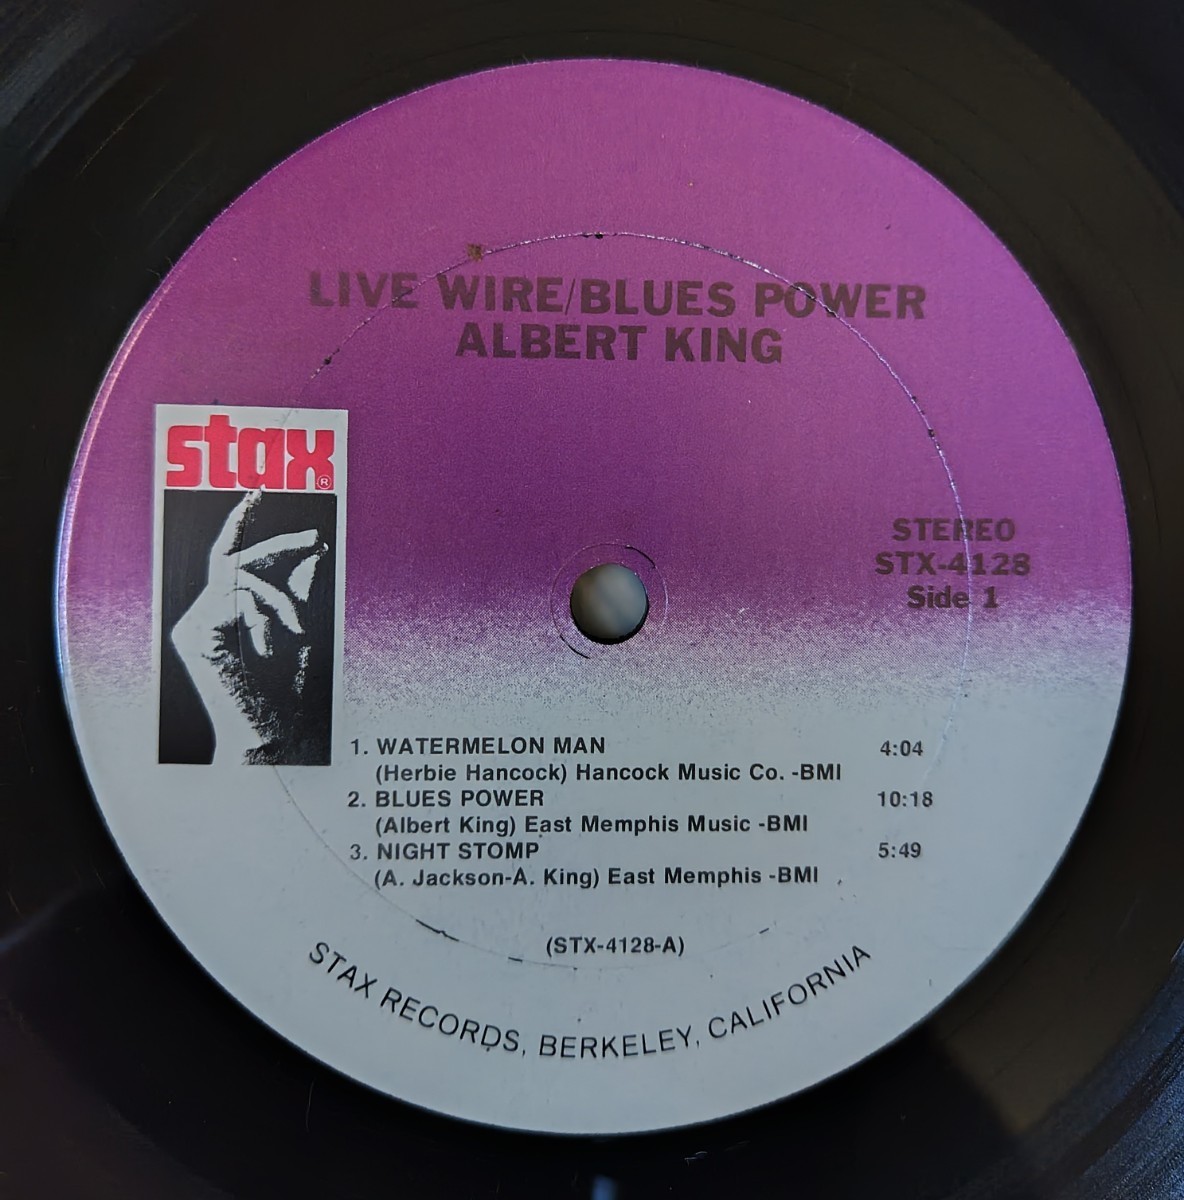 LIVE WIRE/BLUES POWER
ALBERT KING
stax®
STEREO
STX-4128
Side 1
1. WATERMELON MAN 4:04
(Herbie Hancock) Hancock Music Co. -BMI
2. BLUES POWER 10:18
(Albert King) East Memphis Music -BMI
3. NIGHT STOMP 5:49
(A. Jackson-A. King) East Memphis -BMI
(STX-4128-A)
STAX RECORDS, BERKELEY, CALIFORNIA